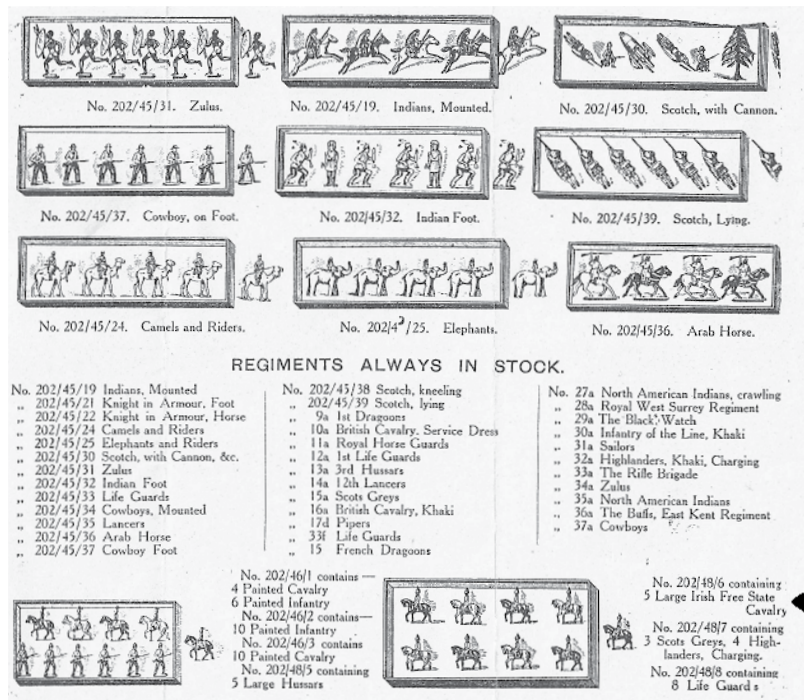 No. 202/45/31. Zulus.
No. 202/45/19. Indians, Mounted.
No. 202/45/30. Scotch, with Cannon.
No. 202/45/37. Cowboy, on Foot.
No. 202/45/32. Indian Foot.
No. 202/45/39. Scotch, Lying.
No. 202/45/24. Camels and Riders.
No. 202/45/25. Elephants.
No. 202/45/36. Arab Horse.
REGIMENTS ALWAYS IN STOCK.
No. 202/45/19 Indians, Mounted
„ 202/45/21 Knight in Armour, Foot
„ 202/45/22 Knight in Armour, Horse
„ 202/45/24 Camels and Riders
„ 202/45/25 Elephants and Riders
„ 202/45/30 Scotch, with Cannon, &c.
„ 202/45/31 Zulus
„ 202/45/32 Indian Foot
„ 202/45/33 Life Guards
„ 202/45/34 Cowboys, Mounted
„ 202/45/35 Lancers
„ 202/45/36 Arab Horse
„ 202/45/37 Cowboy Foot
No. 202/45/38 Scotch, kneeling
„ 202/45/39 Scotch, lying
„ 9a 1st Dragoons
„ 10a British Cavalry, Service Dress
„ 11a Royal Horse Guards
„ 12a 1st Life Guards
„ 13a 3rd Hussars
„ 14a 12th Lancers
„ 15a Scots Greys
„ 16a British Cavalry, Khaki
„ 17d Pipers
„ 33f Life Guards
„ 15 French Dragoons
No. 27a North American Indians, crawling
„ 28a Royal West Surrey Regiment
„ 29a The Black Watch
„ 30a Infantry of the Line, Khaki
„ 31a Sailors
„ 32a Highlanders, Khaki, Charging
„ 33a The Rifle Brigade
„ 34a Zulus
„ 35a North American Indians
„ 36a The Buffs, East Kent Regiment
„ 37a Cowboys
No. 202/46/1 contains—
4 Painted Cavalry
6 Painted Infantry
No. 202/46/2 contains—
10 Painted Infantry
No. 202/46/3 contains
10 Painted Cavalry
No. 202/48/5 containing
5 Large Hussars
No. 202/48/6 containing
5 Large Irish Free State
Cavalry
No. 202/48/7 containing
3 Scots Greys, 4 High-
landers, Charging.
No. 202/48/8 containing
8 Life Guards